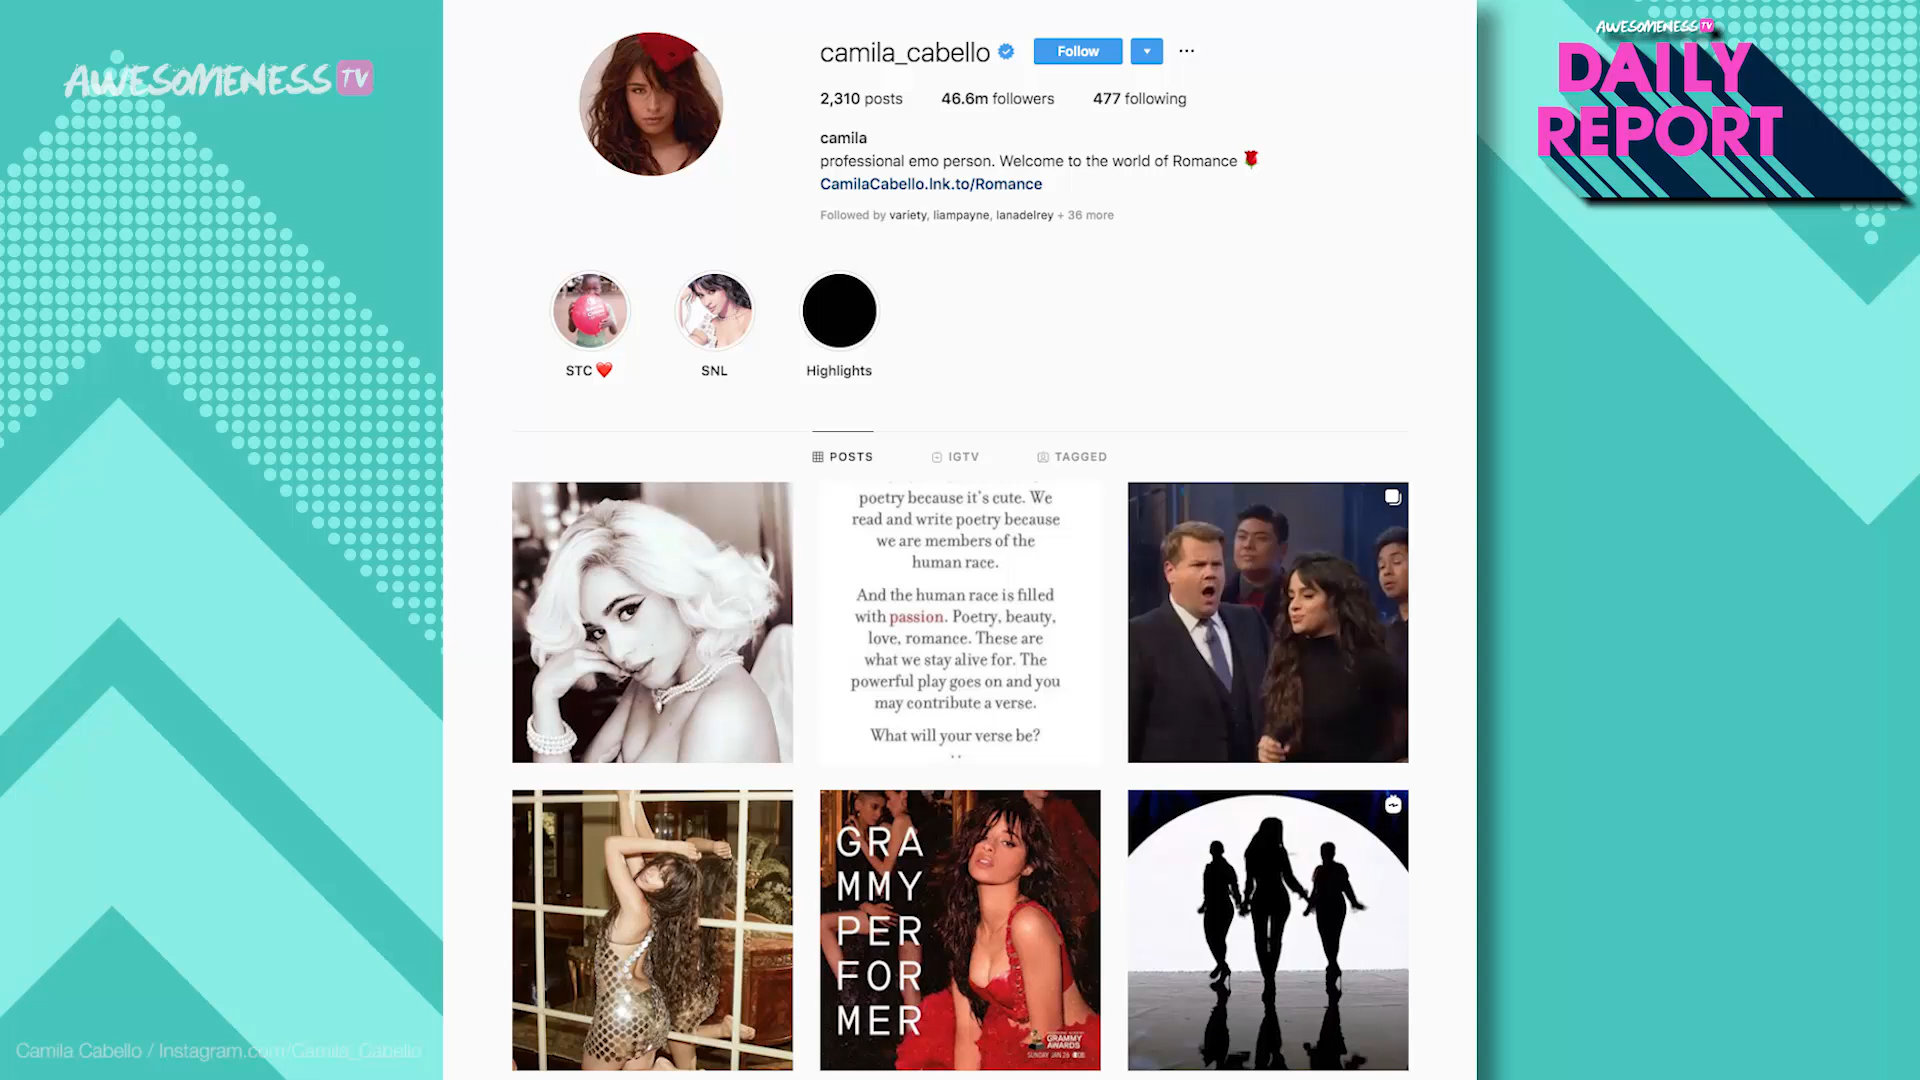 AWESOMENESS TV
AWESOMENESS TV
DAILY
REPORT
camila_cabello
Follow
2,310 posts 46.6m followers 477 following
camila
professional emo person. Welcome to the world of Romance 🌹
CamilaCabello.lnk.to/Romance
Followed by variety, liampayne, lanadelrey + 36 more
STC ❤️ SNL Highlights
POSTS IGTV TAGGED
poetry because it's cute. We
read and write poetry because
we are members of the
human race.
And the human race is filled
with passion. Poetry, beauty,
love, romance. These are
what we stay alive for. The
powerful play goes on and you
may contribute a verse.
What will your verse be?
GRA
MMY
PER
FOR
MER
GRAMMY
AWARDS
SUNDAY JAN 26 CBS
Camila Cabello / Instagram.com/Camila_Cabello